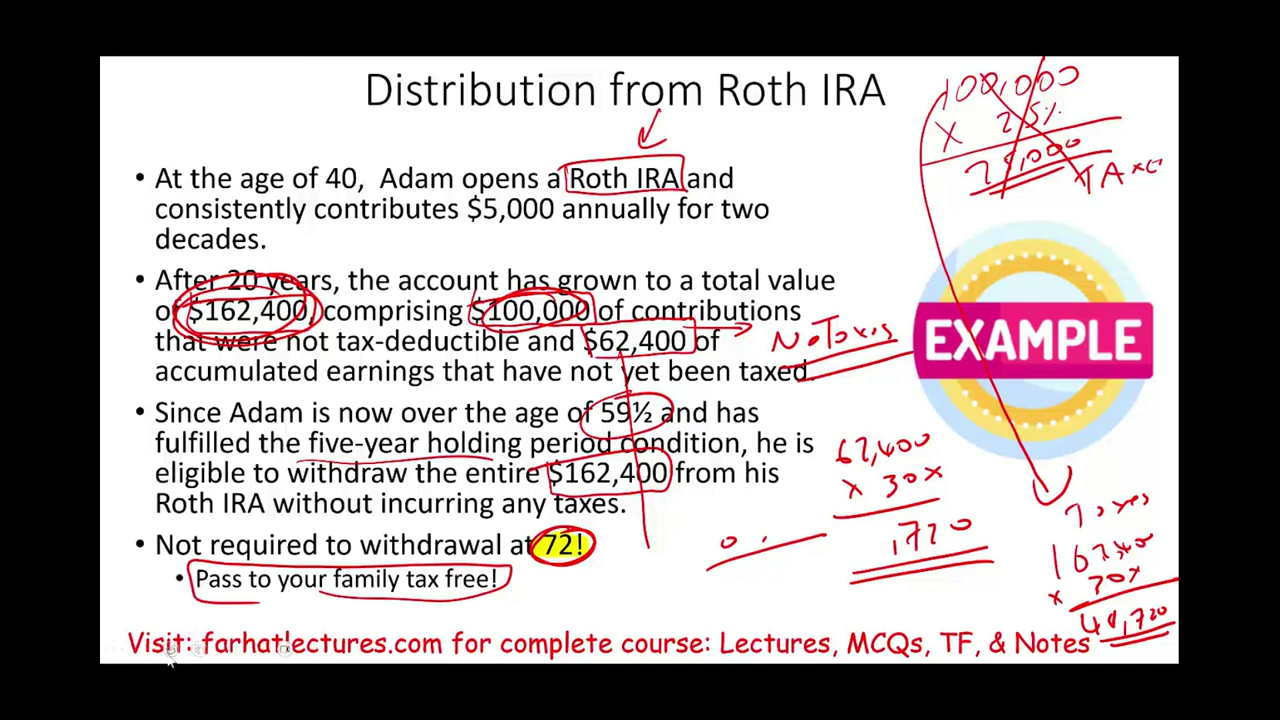 Distribution from Roth IRA
100,000
x 25%
25,000
TAxes
• At the age of 40, Adam opens a Roth IRA and
consistently contributes $5,000 annually for two
decades.
• After 20 years, the account has grown to a total value
of $162,400, comprising $100,000 of contributions
that were not tax-deductible and $62,400 of
accumulated earnings that have not yet been taxed.
No Taxis
EXAMPLE
• Since Adam is now over the age of 59½ and has
fulfilled the five-year holding period condition, he is
eligible to withdraw the entire $162,400 from his
Roth IRA without incurring any taxes.
62,400
x 30%
• Not required to withdrawal at 72!
• Pass to your family tax free!
Visit: farhatlectures.com for complete course: Lectures, MCQs, TF, & Notes